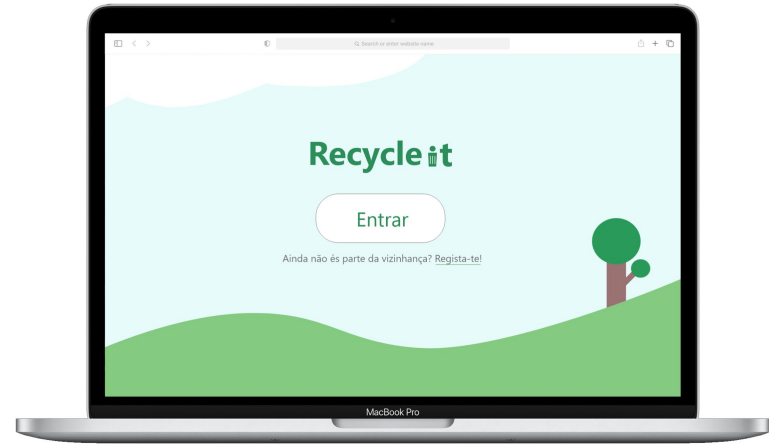 Search or enter website name
Recycle it
Entrar
Ainda não és parte da vizinhança? Regista-te!
MacBook Pro